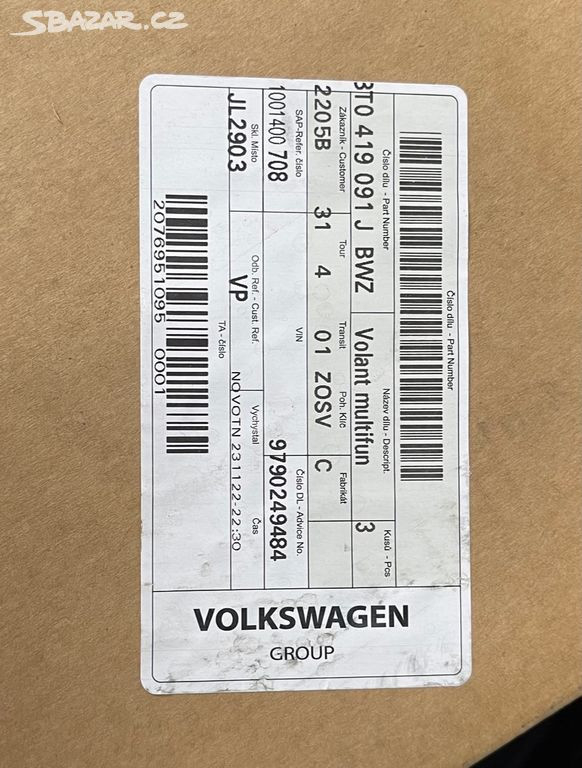 SBAZAR.CZ
Číslo dílu - Part Number
Číslo dílu - Part Number Název dílu - Descript. Kusů - Pcs
3T0 419 091 J BWZ Volant multifun 3
Zákazník - Customer Tour Transit Poh. Klíč Fabrikát
2205B 31 4 01 ZOSV C
SAP-Refer. číslo VIN Číslo DL - Advice No.
1001400 708 9790249484
Skl. Místo Odb. Ref. - Cust. Ref. Vychystal Čas
JL2903 VP NOVOTN 231122-22:30
TA - číslo
2076951095 0001
VOLKSWAGEN
GROUP